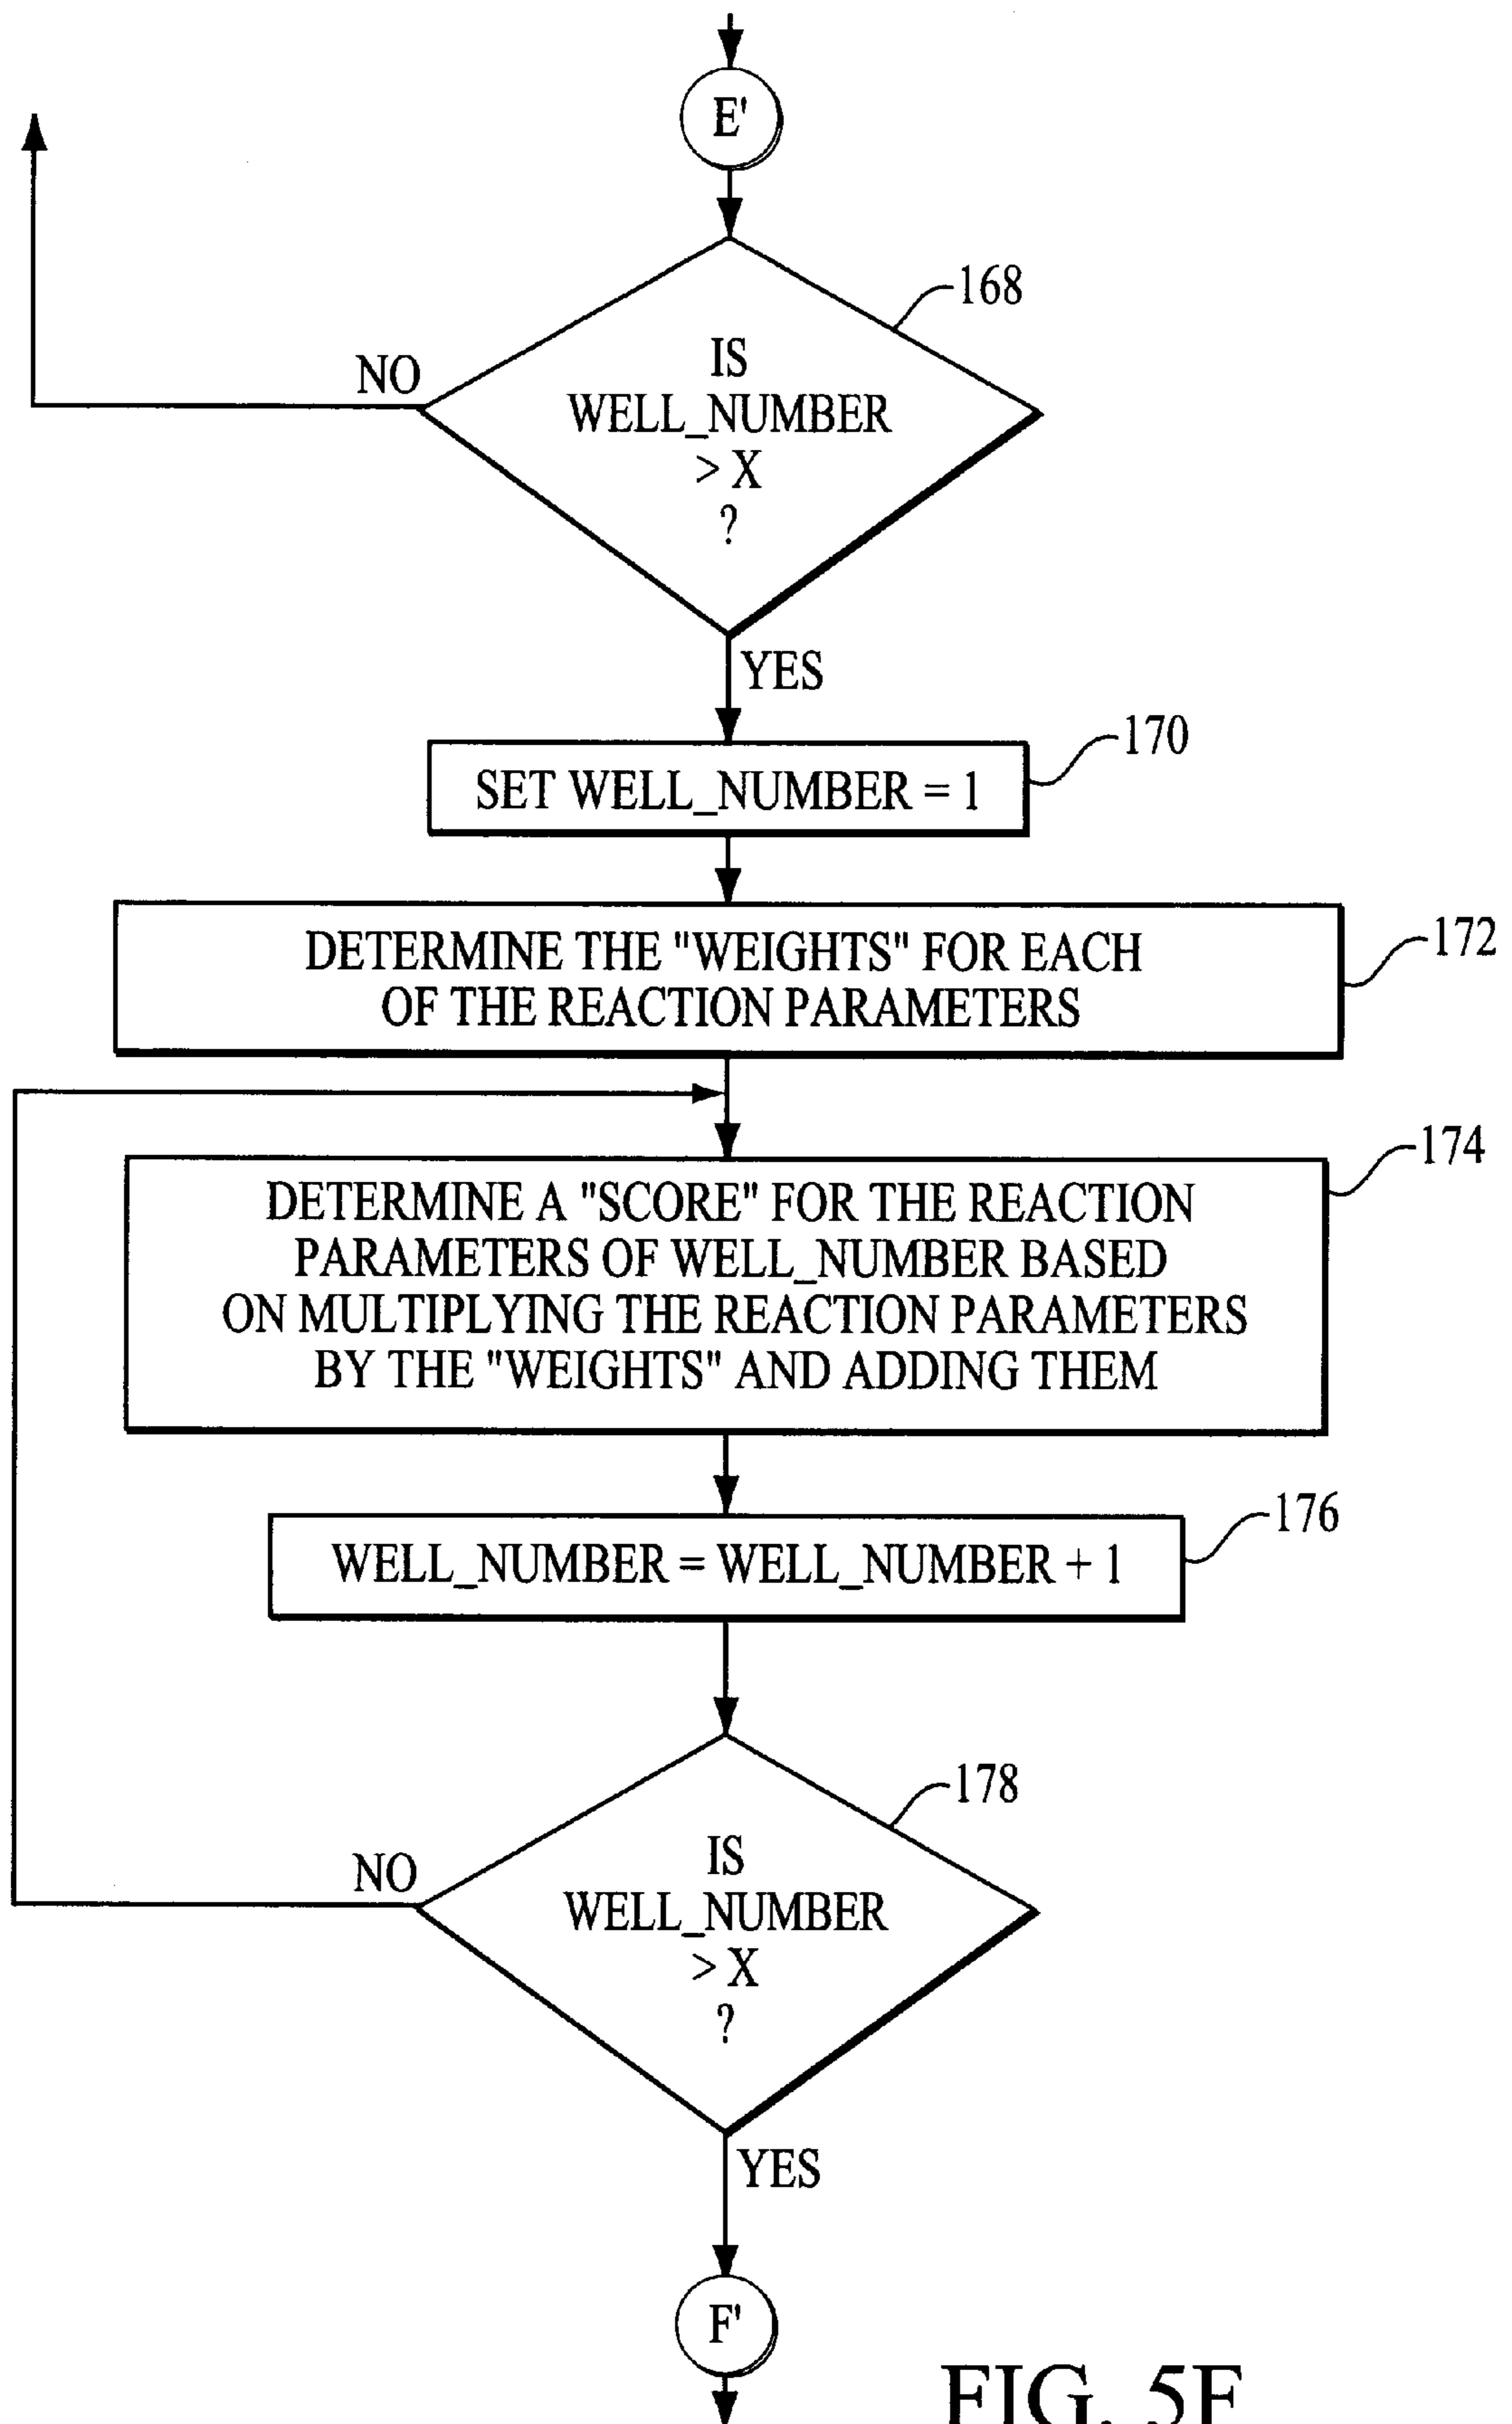 E'
168
NO
IS
WELL_NUMBER
> X
?
YES
170
SET WELL_NUMBER = 1
172
DETERMINE THE "WEIGHTS" FOR EACH
OF THE REACTION PARAMETERS
174
DETERMINE A "SCORE" FOR THE REACTION
PARAMETERS OF WELL_NUMBER BASED
ON MULTIPLYING THE REACTION PARAMETERS
BY THE "WEIGHTS" AND ADDING THEM
176
WELL_NUMBER = WELL_NUMBER + 1
178
NO
IS
WELL_NUMBER
> X
?
YES
F'
FIG. 5F